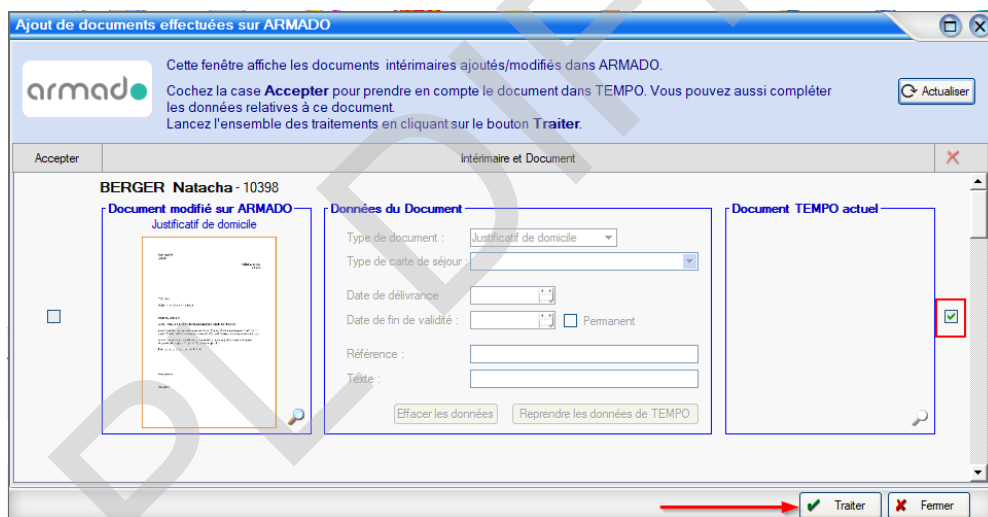 Ajout de documents effectuées sur ARMADO
armado
Cette fenêtre affiche les documents intérimaires ajoutés/modifiés dans ARMADO.
Cochez la case Accepter pour prendre en compte le document dans TEMPO. Vous pouvez aussi compléter
les données relatives à ce document.
Lancez l'ensemble des traitements en cliquant sur le bouton Traiter.
Actualiser
Accepter
Intérimaire et Document
BERGER Natacha - 10398
Document modifié sur ARMADO
Justificatif de domicile
Données du Document
Type de document : Justificatif de domicile
Type de carte de séjour :
Date de délivrance
Date de fin de validité : Permanent
Référence :
Texte :
Effacer les données Reprendre les données de TEMPO
Document TEMPO actuel
Traiter Fermer